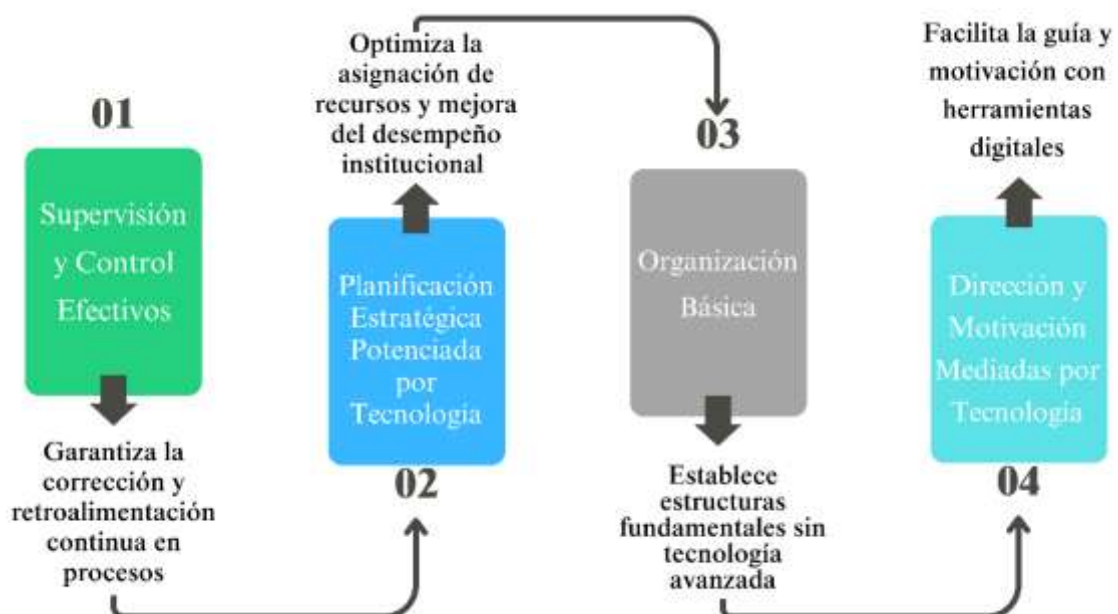 01
Supervisión
y Control
Efectivos
Garantiza la
corrección y
retroalimentación
continua en
procesos
Optimiza la
asignación de
recursos y mejora
del desempeño
institucional
Planificación
Estratégica
Potenciada
por
Tecnología
02
03
Organización
Básica
Establece
estructuras
fundamentales sin
tecnología
avanzada
Facilita la guía y
motivación con
herramientas
digitales
Dirección y
Motivación
Mediadas por
Tecnología
04